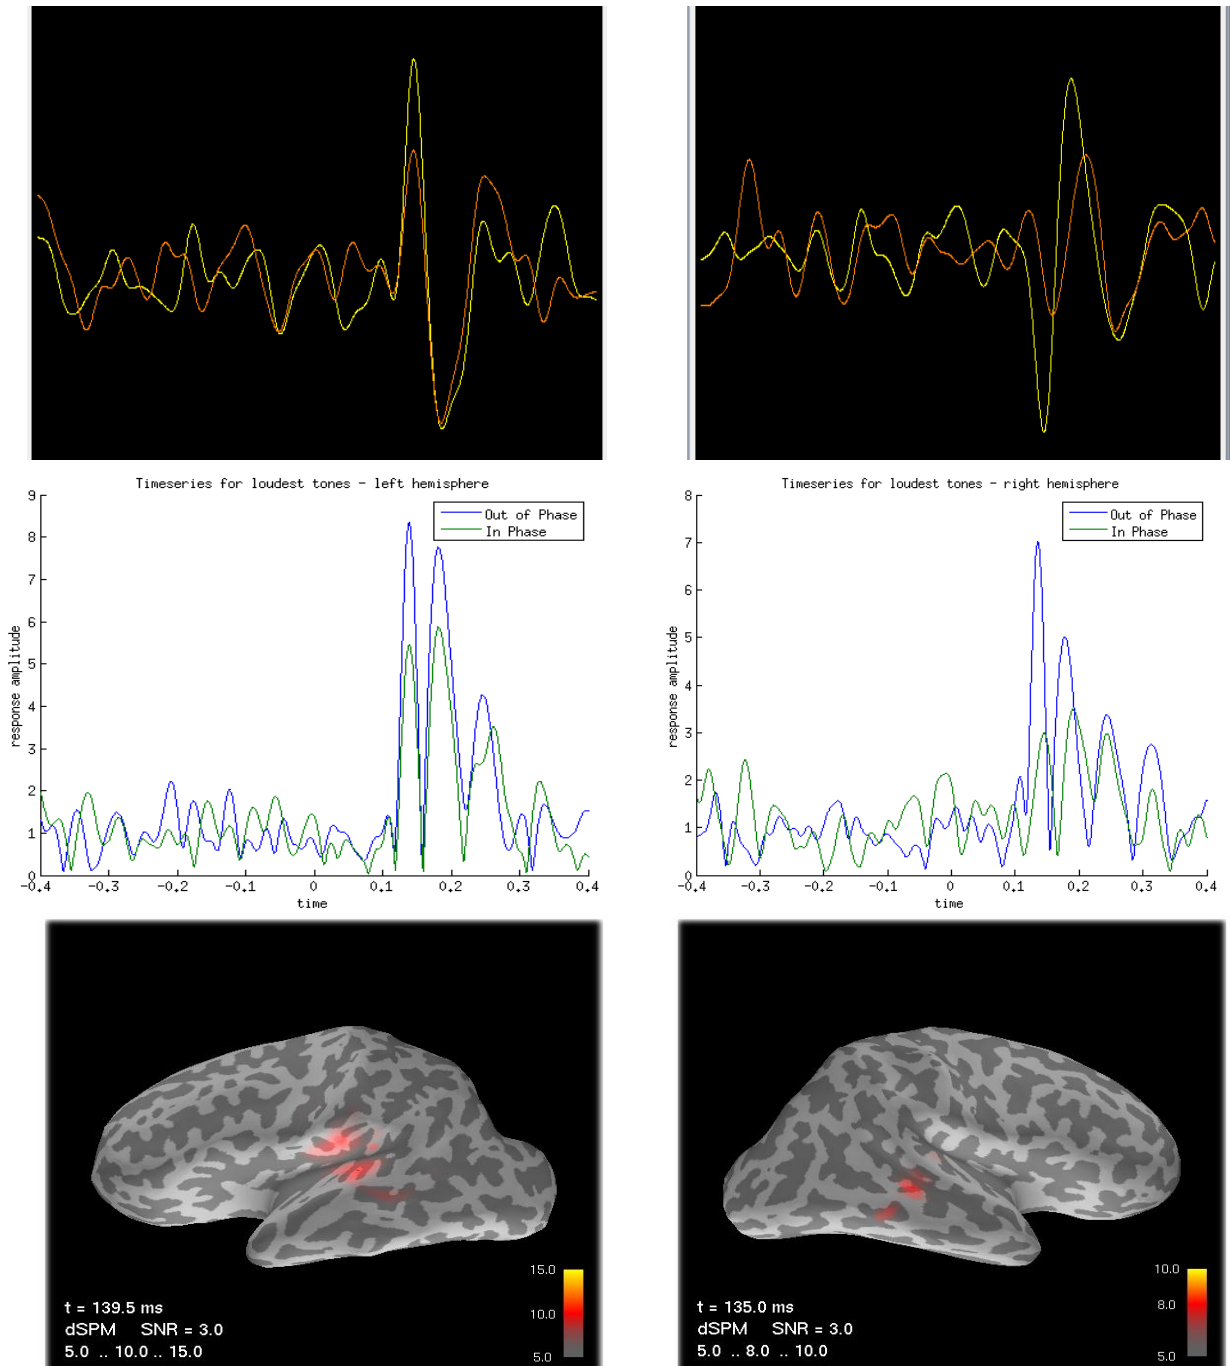 Timeseries for loudest tones - left hemisphere
Out of Phase
In Phase
9
8
7
6
5
4
3
2
1
0
response amplitude
-0.4
-0.3
-0.2
-0.1
0
0.1
0.2
0.3
0.4
time
Timeseries for loudest tones - right hemisphere
Out of Phase
In Phase
8
7
6
5
4
3
2
1
0
response amplitude
-0.4
-0.3
-0.2
-0.1
0
0.1
0.2
0.3
0.4
time
15.0
10.0
5.0
t = 139.5 ms
dSPM SNR = 3.0
5.0 .. 10.0 .. 15.0
10.0
8.0
5.0
t = 135.0 ms
dSPM SNR = 3.0
5.0 .. 8.0 .. 10.0